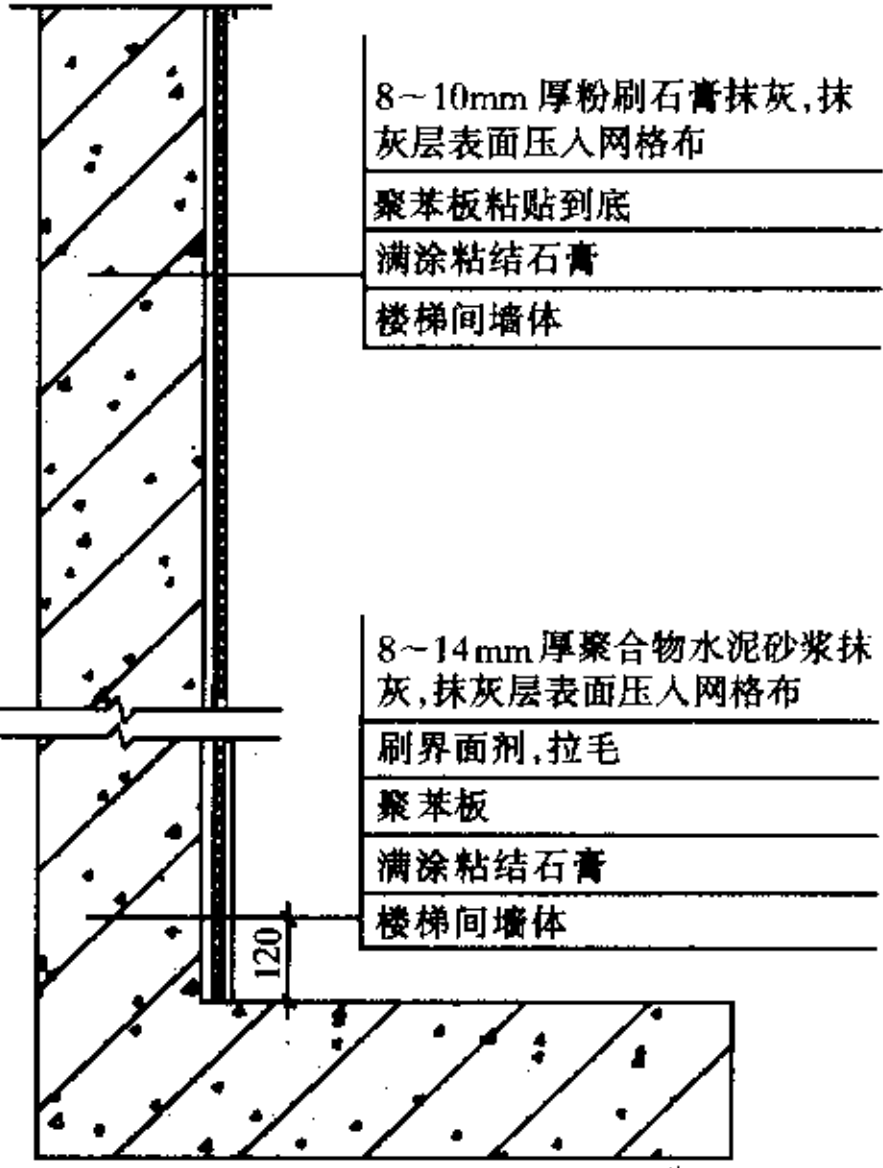 8~10mm 厚粉刷石膏抹灰,抹
灰层表面压入网格布
聚苯板粘贴到底
满涂粘结石膏
楼梯间墙体
8~14mm 厚聚合物水泥砂浆抹
灰,抹灰层表面压入网格布
刷界面剂,拉毛
聚苯板
满涂粘结石膏
楼梯间墙体
120